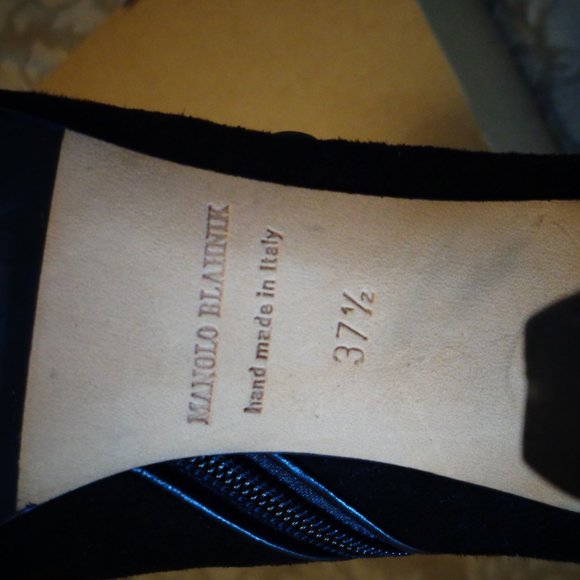 MANOLO BLAHNIK
hand made in Italy
37½